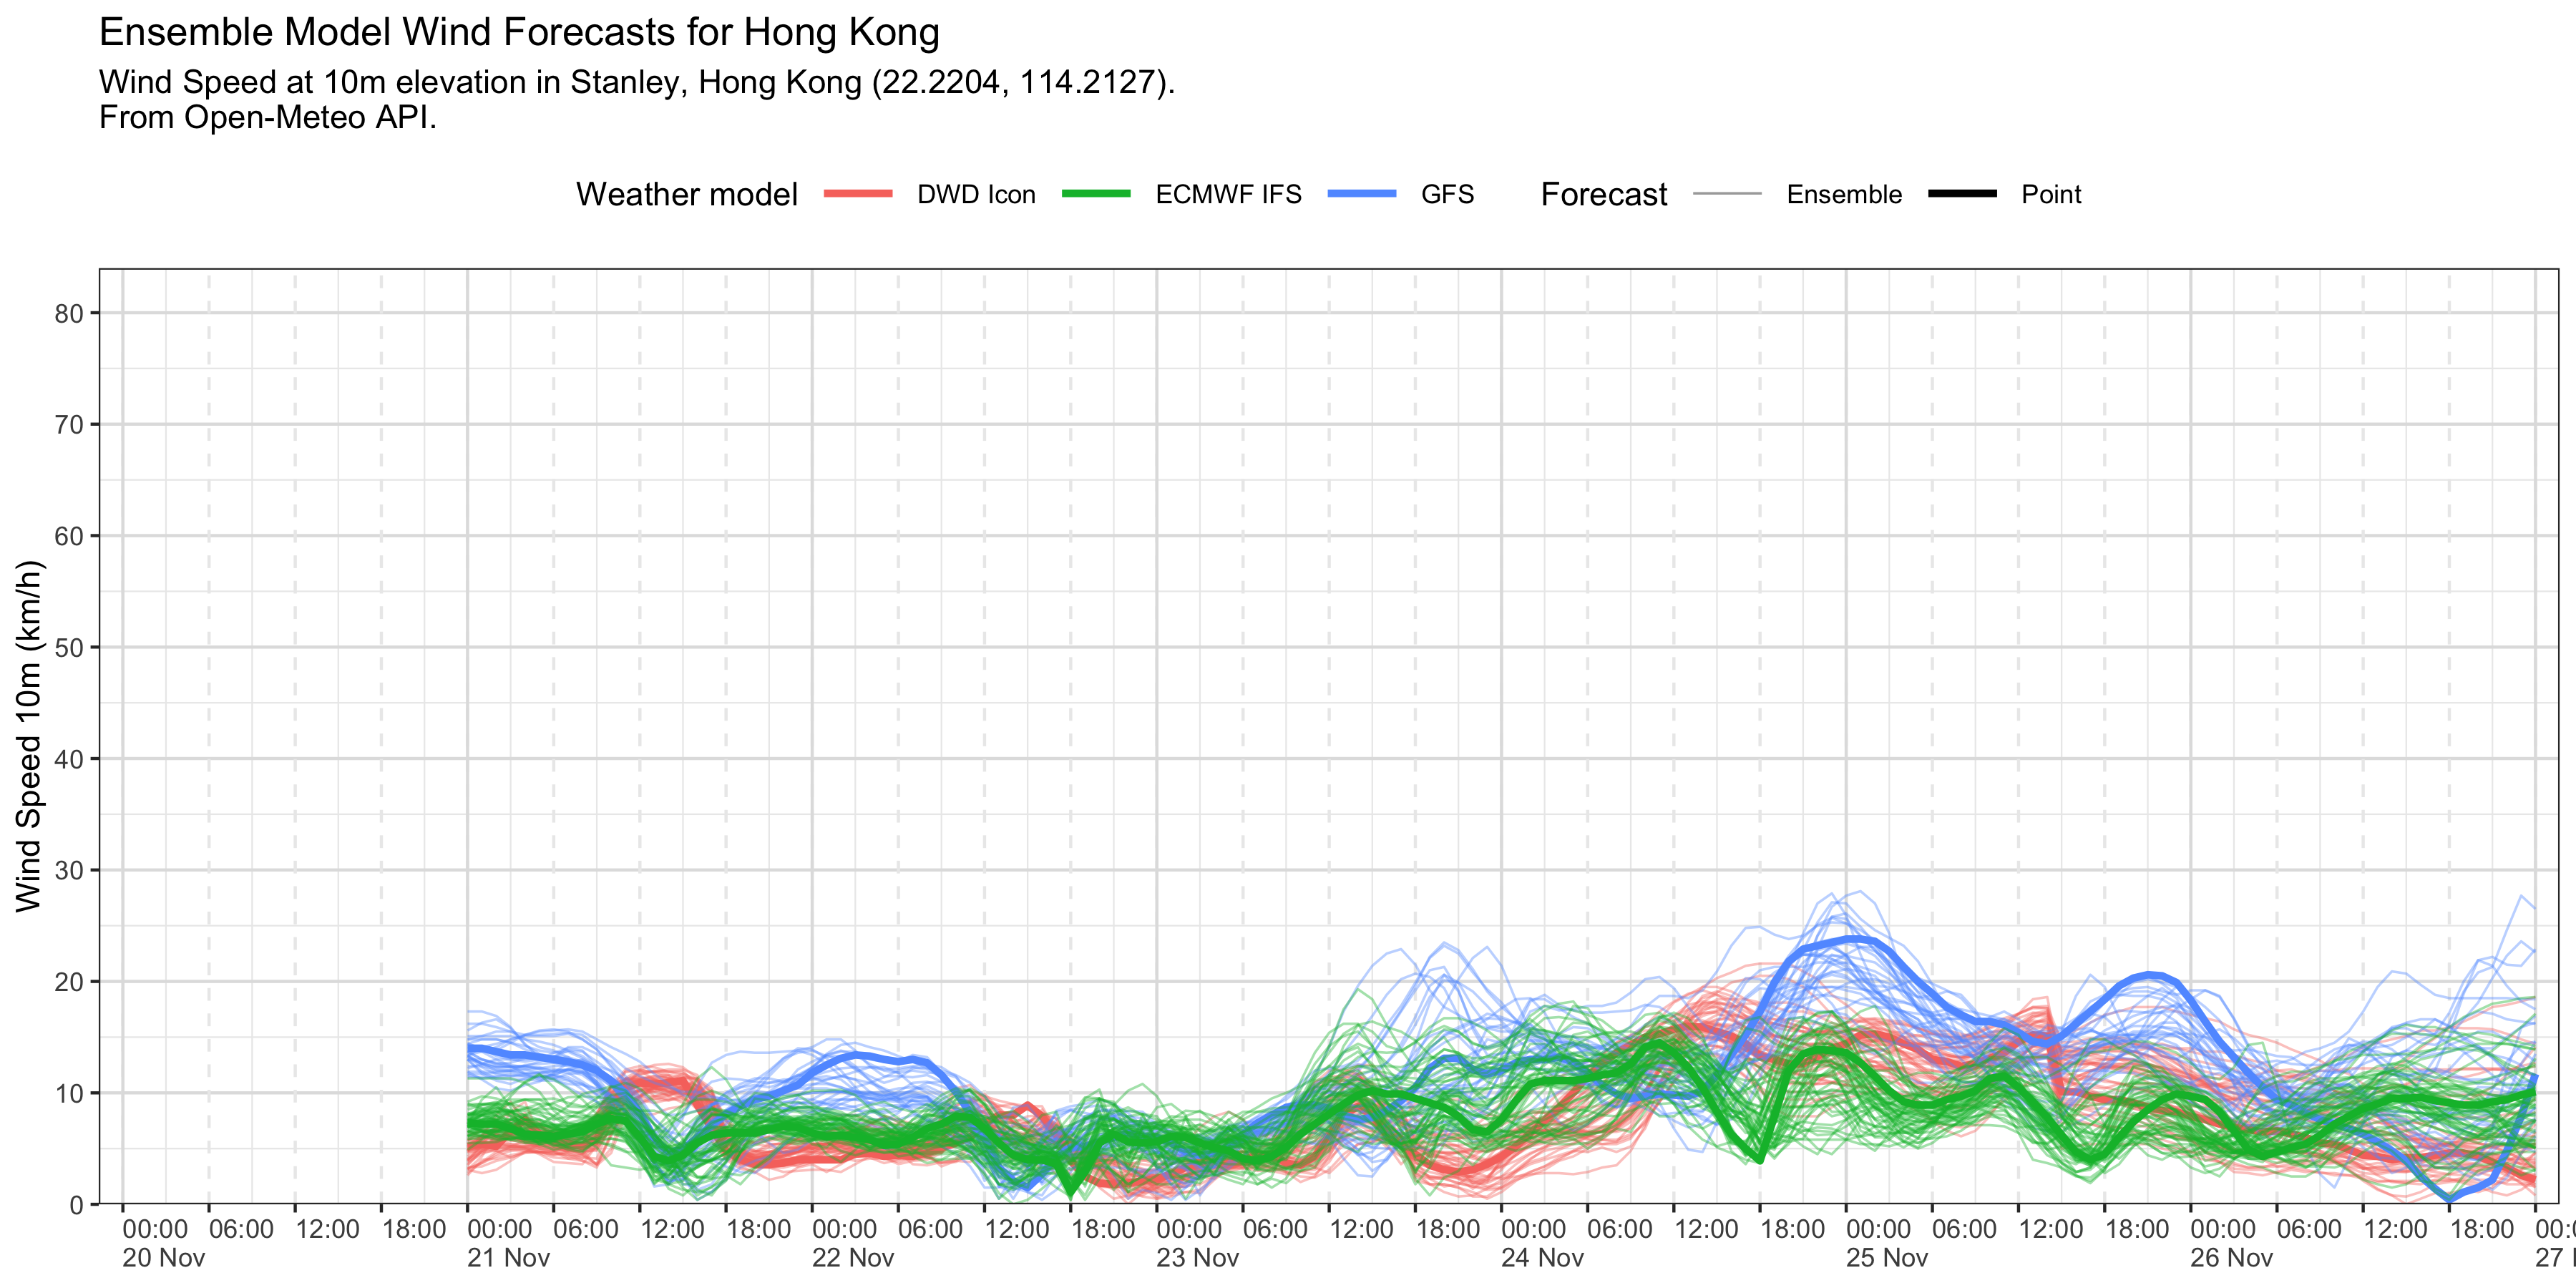 Ensemble Model Wind Forecasts for Hong Kong
Wind Speed at 10m elevation in Stanley, Hong Kong (22.2204, 114.2127).
From Open-Meteo API.
Weather model DWD Icon ECMWF IFS GFS Forecast Ensemble Point
Wind Speed 10m (km/h)
80
70
60
50
40
30
20
10
0
00:00 06:00 12:00 18:00 00:00 06:00 12:00 18:00 00:00 06:00 12:00 18:00 00:00 06:00 12:00 18:00 00:00 06:00 12:00 18:00 00:00 06:00 12:00 18:00 00:00 06:00 12:00 18:00
20 Nov 21 Nov 22 Nov 23 Nov 24 Nov 25 Nov 26 Nov 27